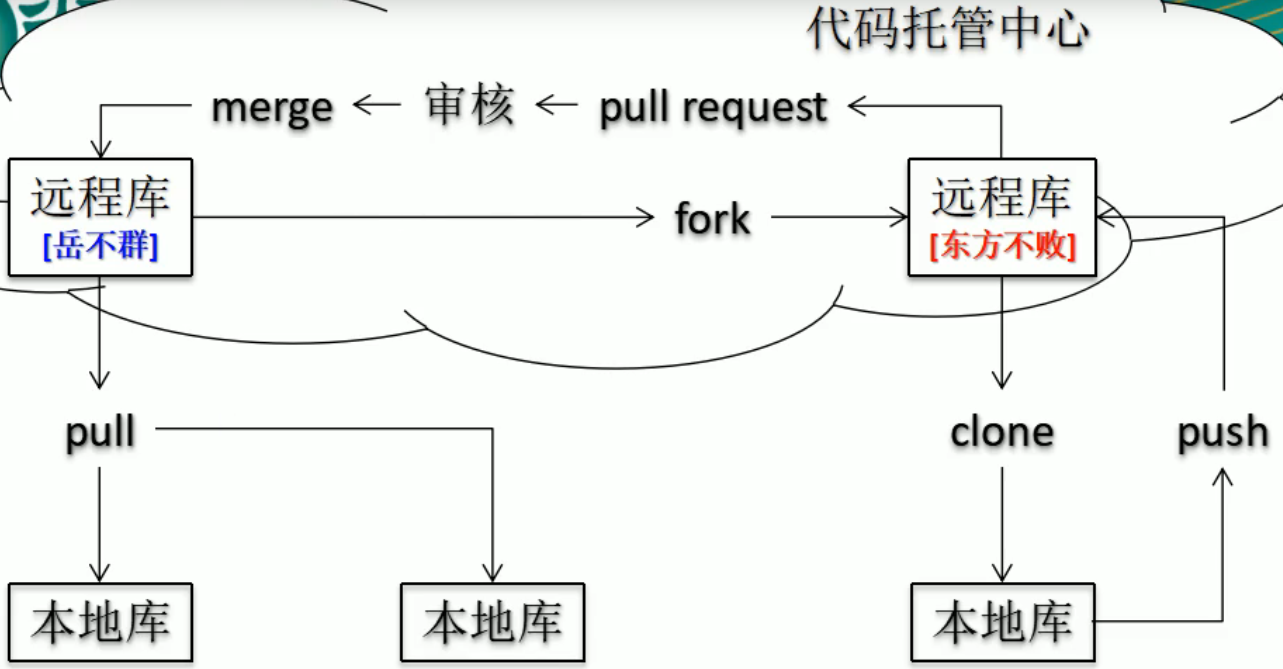 代码托管中心
merge
审核
pull request
远程库
[岳不群]
fork
远程库
[东方不败]
pull
clone
push
本地库
本地库
本地库